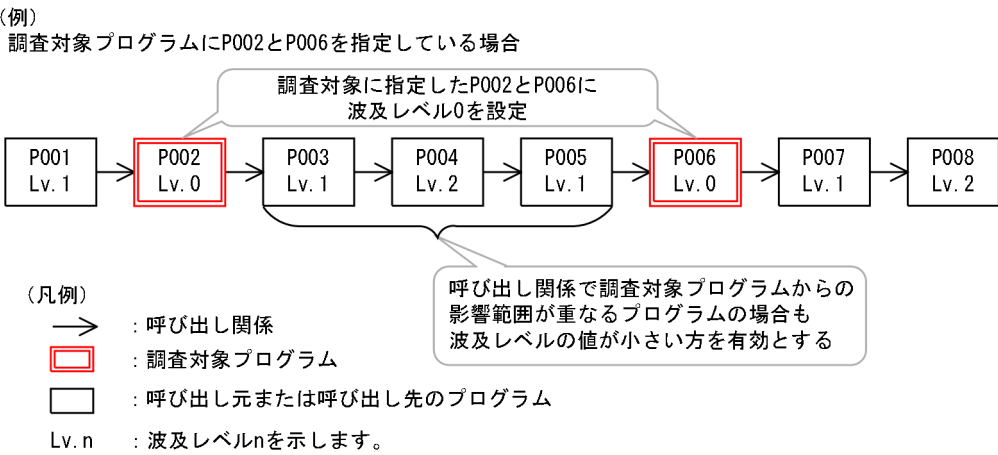 (例)
調査対象プログラムにP002とP006を指定している場合
調査対象に指定したP002とP006に
波及レベル0を設定
P001
Lv.1
P002
Lv.0
P003
Lv.1
P004
Lv.2
P005
Lv.1
P006
Lv.0
P007
Lv.1
P008
Lv.2
呼び出し関係で調査対象プログラムからの
影響範囲が重なるプログラムの場合も
波及レベルの値が小さい方を有効とする
(凡例)
:呼び出し関係
:調査対象プログラム
:呼び出し元または呼び出し先のプログラム
Lv.n :波及レベルnを示します。